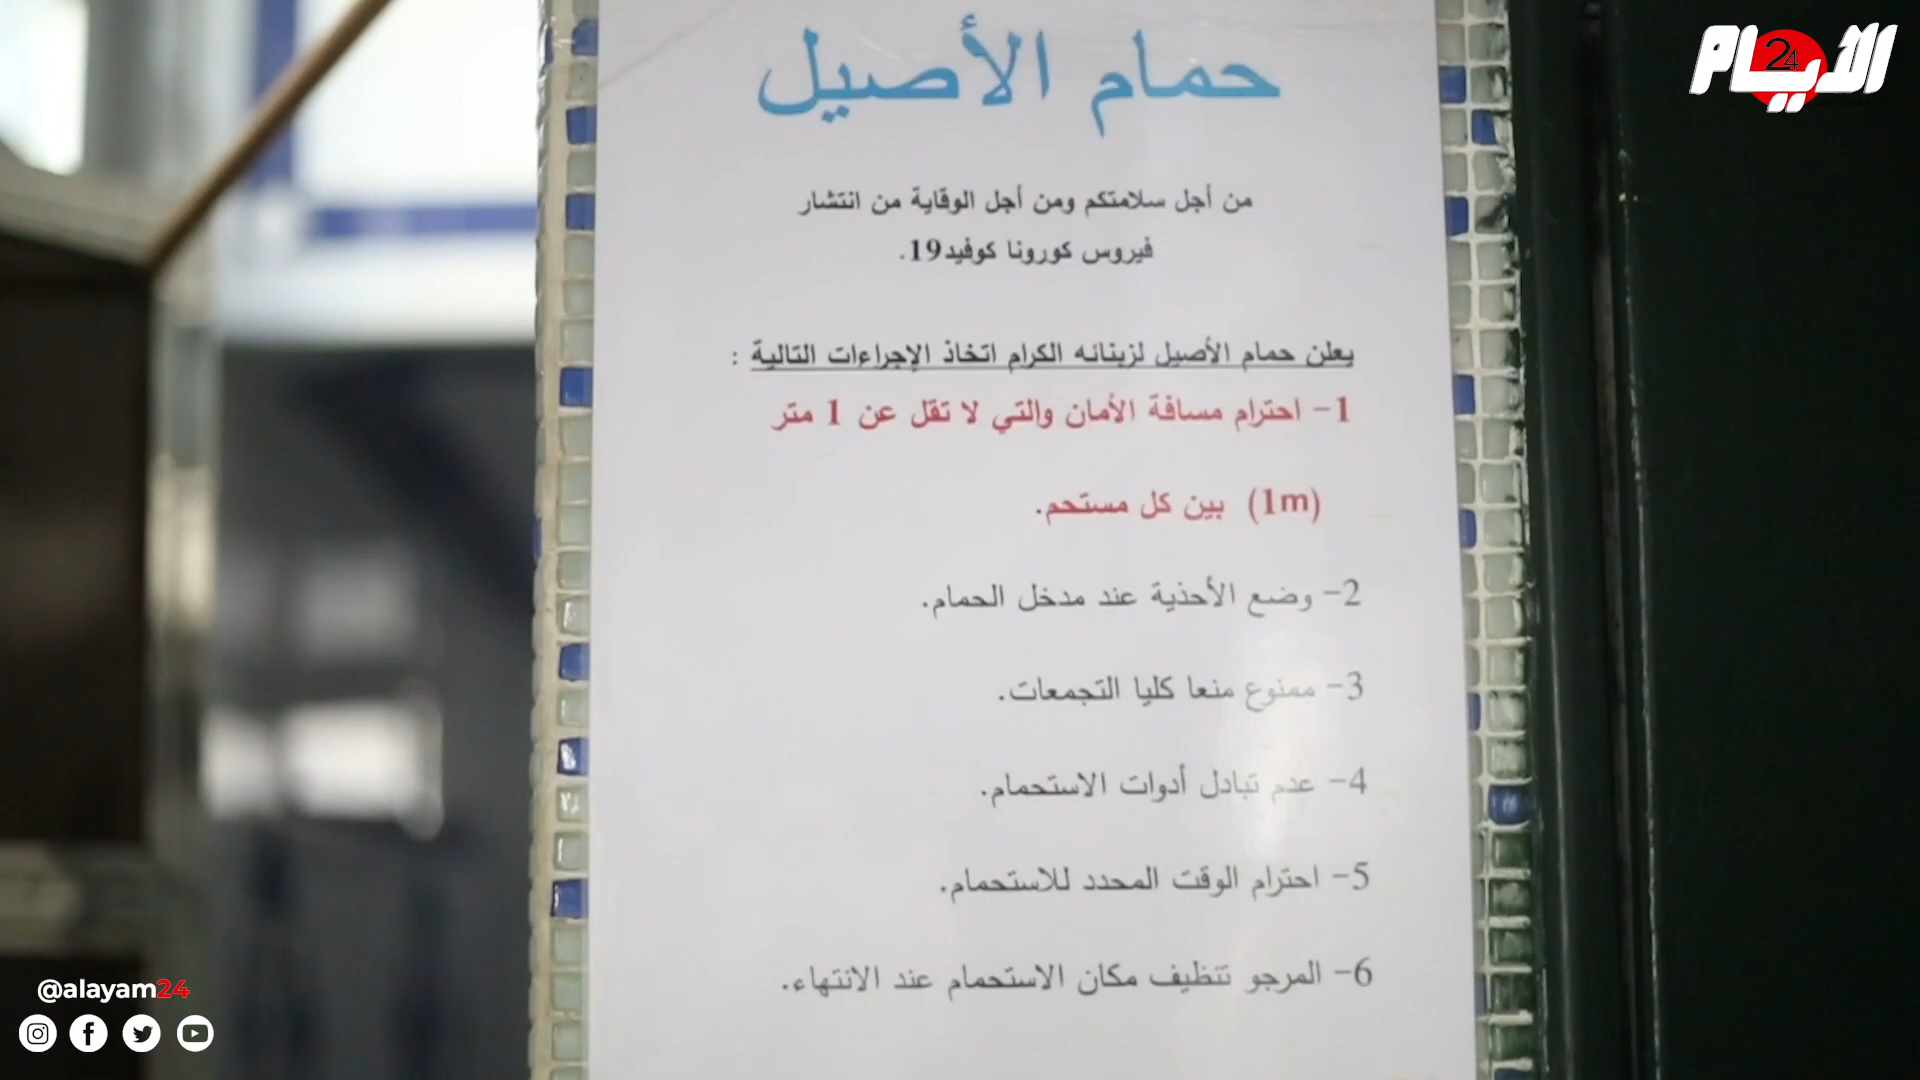 الأيام 24
حمام الأصيل
من أجل سلامتكم ومن أجل الوقاية من انتشار
فيروس كورونا كوفيد19.
يعلن حمام الأصيل لزبنائه الكرام اتخاذ الإجراءات التالية :
1- احترام مسافة الأمان والتي لا تقل عن 1 متر
(1m) بين كل مستحم.
2- وضع الأحذية عند مدخل الحمام.
3- ممنوع منعا كليا التجمعات.
4- عدم تبادل أدوات الاستحمام.
5- احترام الوقت المحدد للاستحمام.
6- المرجو تنظيف مكان الاستحمام عند الانتهاء.
@alayam24